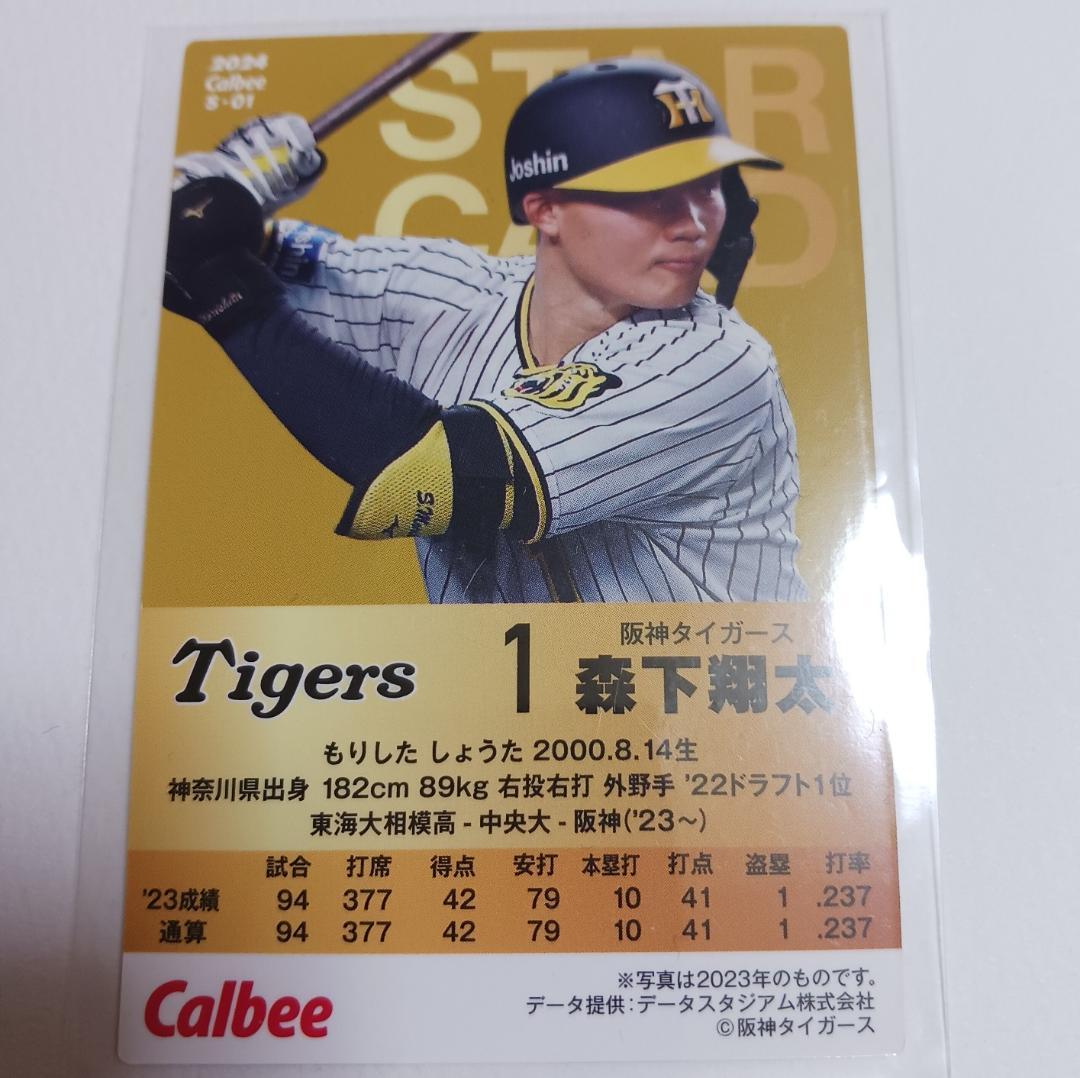 2024
Calbee
S-01
STAR
CARD
Joshin
Tigers
1
阪神タイガース
森下翔太
もりした しょうた 2000.8.14生
神奈川県出身 182cm 89kg 右投右打 外野手 '22ドラフト1位
東海大相模高 - 中央大 - 阪神('23〜)
試合 打席 得点 安打 本塁打 打点 盗塁 打率
'23成績 94 377 42 79 10 41 1 .237
通算 94 377 42 79 10 41 1 .237
Calbee
※写真は2023年のものです。
データ提供:データスタジアム株式会社
©阪神タイガース